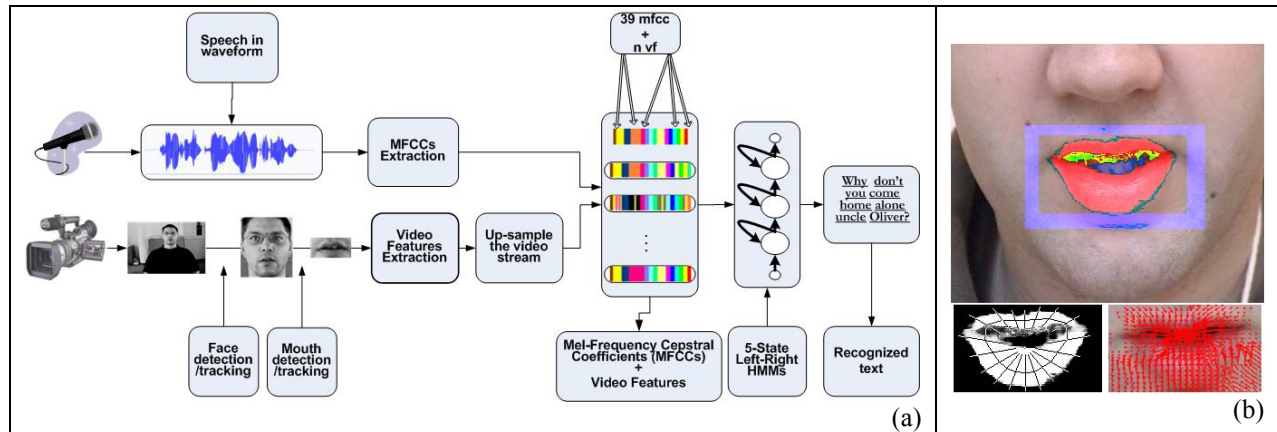 39 mfcc
+
n vf
Speech in
waveform
MFCCs
Extraction
Why don't
you come
home alone
uncle Oliver?
Video
Features
Extraction
Up-sample
the video
stream
Face
detection
/tracking
Mouth
detection
/tracking
Mel-Frequency Cepstral
Coefficients (MFCCs)
+
Video Features
5-State
Left-Right
HMMs
Recognized
text
(a)
(b)